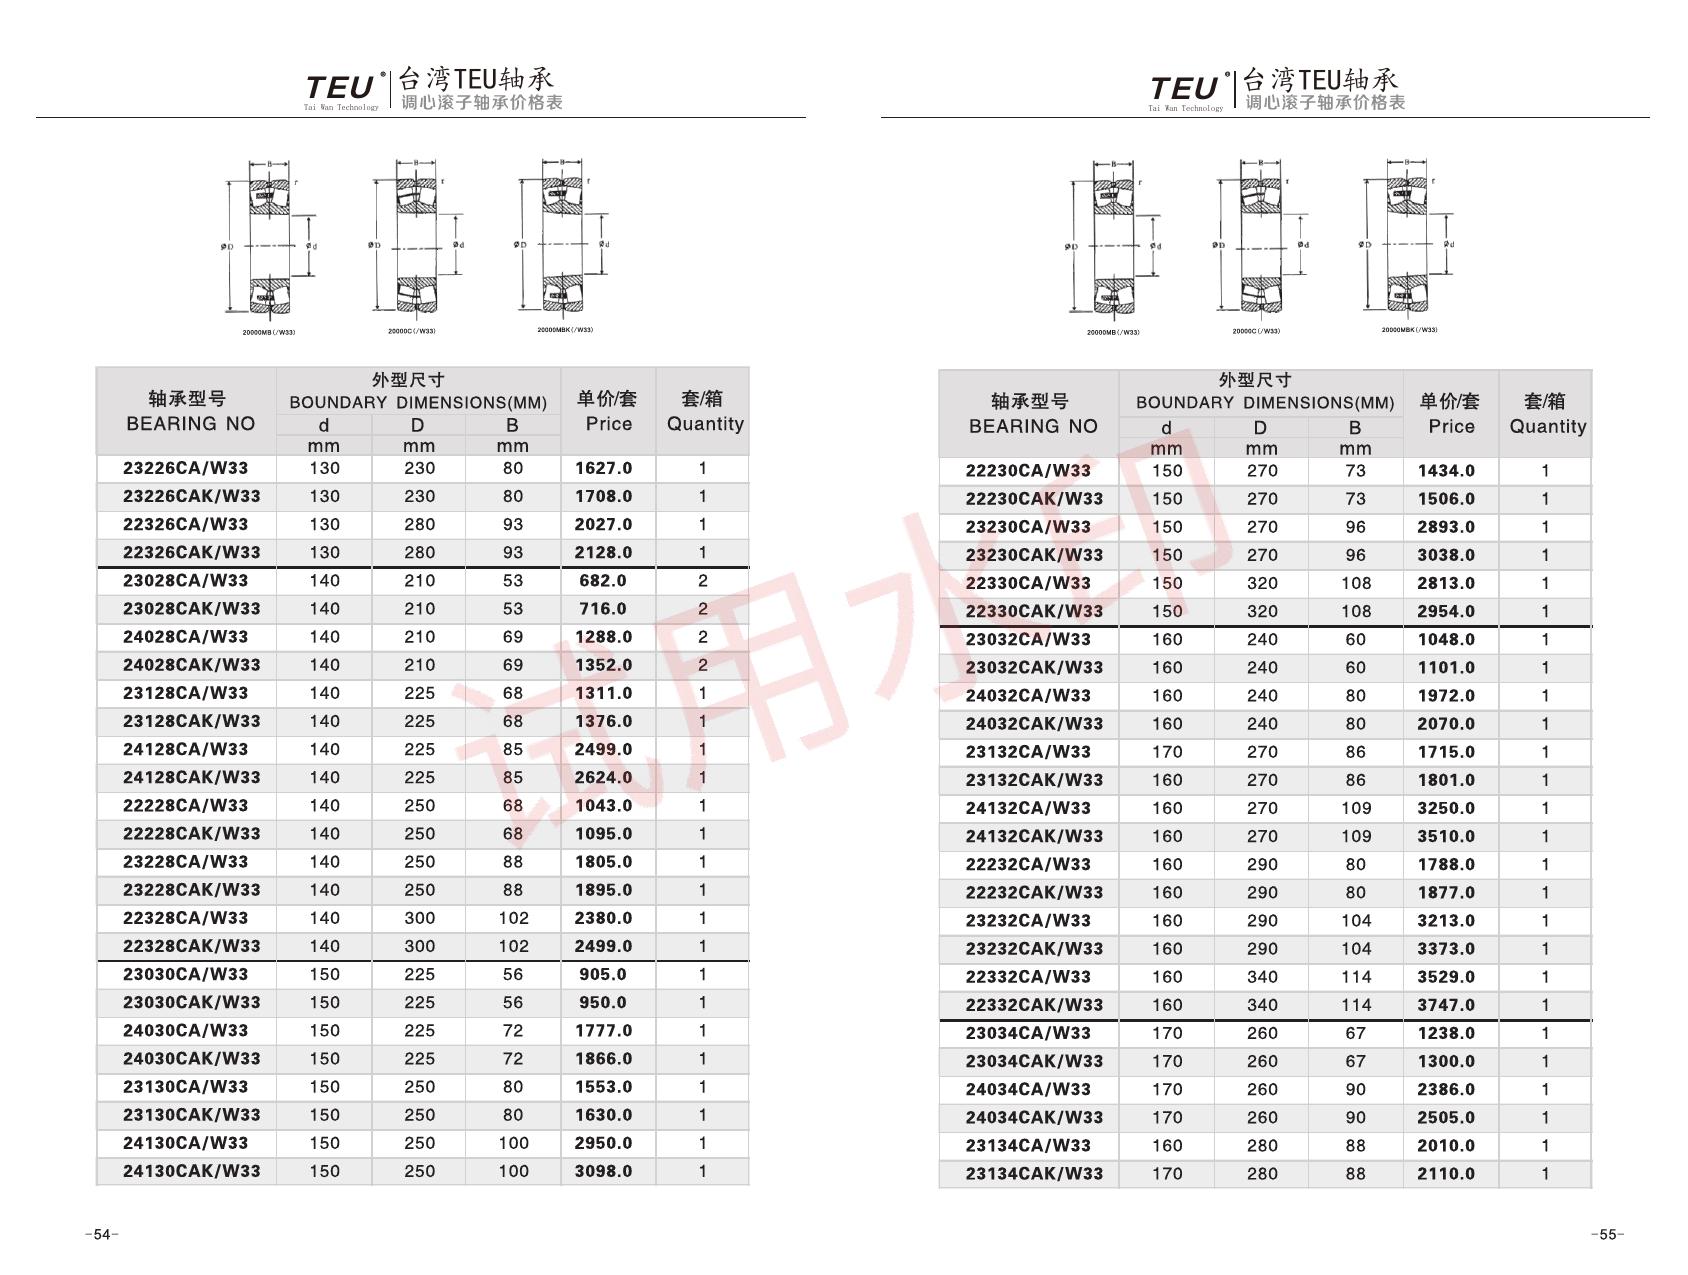 TEU ® 台湾TEU轴承
Tai Wan Technology 调心滚子轴承价格表
B B B
r r r
ØD Ød ØD Ød ØD Ød
20000MB(/W33) 20000C(/W33) 20000MBK(/W33)
轴承型号 外型尺寸 单价/套 套/箱
BEARING NO BOUNDARY DIMENSIONS(MM) Price Quantity
d D B
mm mm mm
23226CA/W33 130 230 80 1627.0 1
23226CAK/W33 130 230 80 1708.0 1
22326CA/W33 130 280 93 2027.0 1
22326CAK/W33 130 280 93 2128.0 1
23028CA/W33 140 210 53 682.0 2
23028CAK/W33 140 210 53 716.0 2
24028CA/W33 140 210 69 1288.0 2
24028CAK/W33 140 210 69 1352.0 2
23128CA/W33 140 225 68 1311.0 1
23128CAK/W33 140 225 68 1376.0 1
24128CA/W33 140 225 85 2499.0 1
24128CAK/W33 140 225 85 2624.0 1
22228CA/W33 140 250 68 1043.0 1
22228CAK/W33 140 250 68 1095.0 1
23228CA/W33 140 250 88 1805.0 1
23228CAK/W33 140 250 88 1895.0 1
22328CA/W33 140 300 102 2380.0 1
22328CAK/W33 140 300 102 2499.0 1
23030CA/W33 150 225 56 905.0 1
23030CAK/W33 150 225 56 950.0 1
24030CA/W33 150 225 72 1777.0 1
24030CAK/W33 150 225 72 1866.0 1
23130CA/W33 150 250 80 1553.0 1
23130CAK/W33 150 250 80 1630.0 1
24130CA/W33 150 250 100 2950.0 1
24130CAK/W33 150 250 100 3098.0 1
-54-
TEU ® 台湾TEU轴承
Tai Wan Technology 调心滚子轴承价格表
B B B
r r r
ØD Ød ØD Ød ØD Ød
20000MB(/W33) 20000C(/W33) 20000MBK(/W33)
轴承型号 外型尺寸 单价/套 套/箱
BEARING NO BOUNDARY DIMENSIONS(MM) Price Quantity
d D B
mm mm mm
22230CA/W33 150 270 73 1434.0 1
22230CAK/W33 150 270 73 1506.0 1
23230CA/W33 150 270 96 2893.0 1
23230CAK/W33 150 270 96 3038.0 1
22330CA/W33 150 320 108 2813.0 1
22330CAK/W33 150 320 108 2954.0 1
23032CA/W33 160 240 60 1048.0 1
23032CAK/W33 160 240 60 1101.0 1
24032CA/W33 160 240 80 1972.0 1
24032CAK/W33 160 240 80 2070.0 1
23132CA/W33 170 270 86 1715.0 1
23132CAK/W33 160 270 86 1801.0 1
24132CA/W33 160 270 109 3250.0 1
24132CAK/W33 160 270 109 3510.0 1
22232CA/W33 160 290 80 1788.0 1
22232CAK/W33 160 290 80 1877.0 1
23232CA/W33 160 290 104 3213.0 1
23232CAK/W33 160 290 104 3373.0 1
22332CA/W33 160 340 114 3529.0 1
22332CAK/W33 160 340 114 3747.0 1
23034CA/W33 170 260 67 1238.0 1
23034CAK/W33 170 260 67 1300.0 1
24034CA/W33 170 260 90 2386.0 1
24034CAK/W33 170 260 90 2505.0 1
23134CA/W33 160 280 88 2010.0 1
23134CAK/W33 170 280 88 2110.0 1
-55-
试用水印